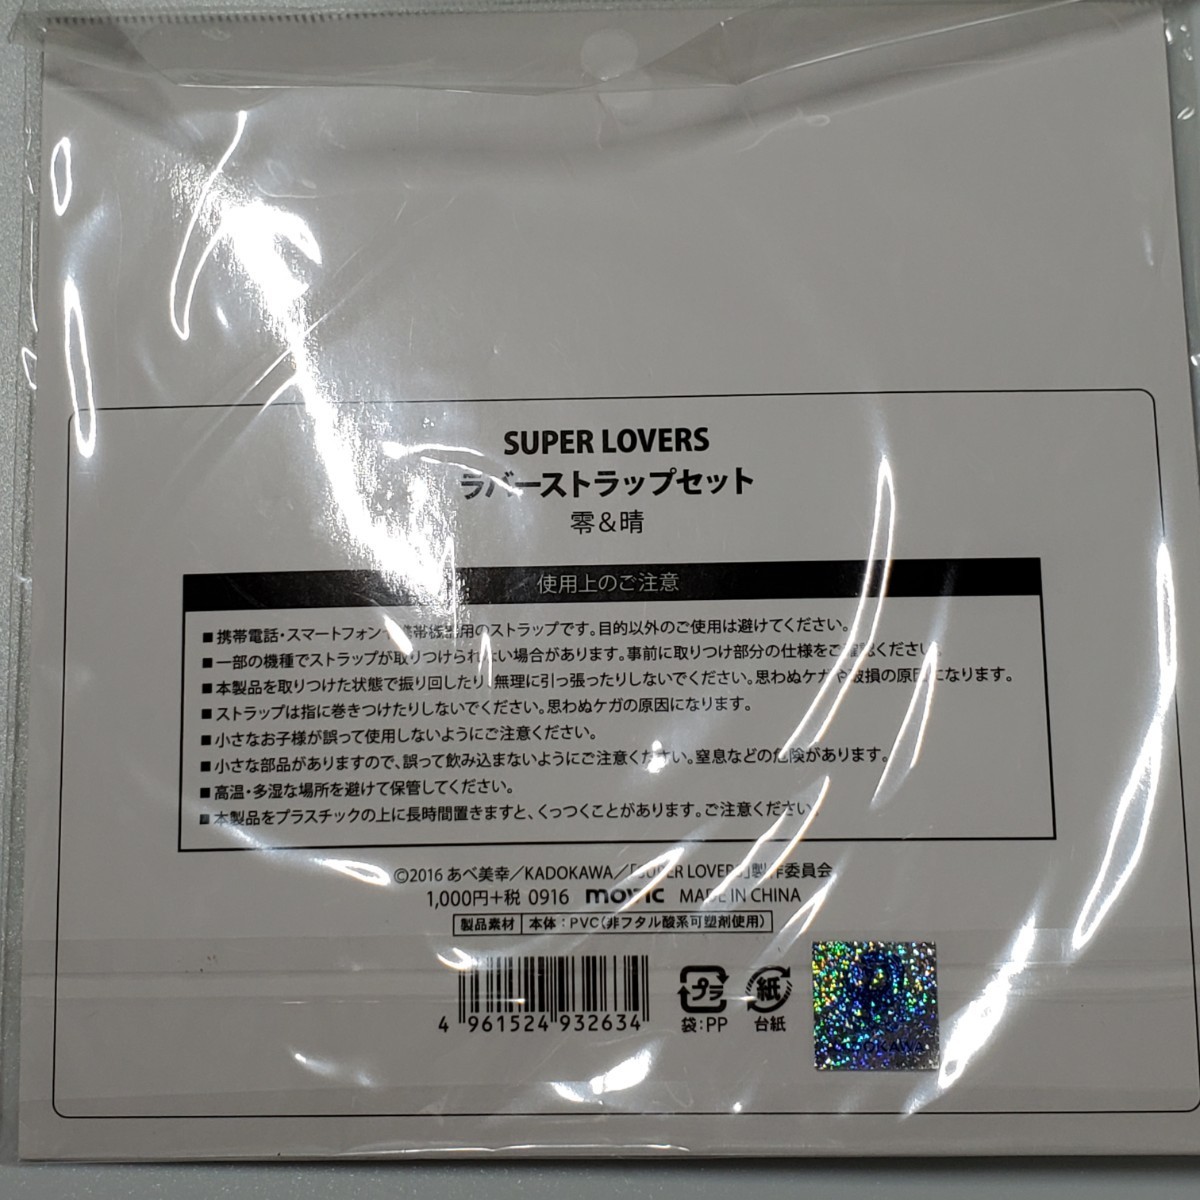 SUPER LOVERS
ラバーストラップセット
零&晴
使用上のご注意
■携帯電話・スマートフォン 携帯機器用のストラップです。目的以外のご使用は避けてください。
■一部の機種でストラップが取りつけられない場合があります。事前に取りつけ部分の仕様をご確認ください。
■本製品を取りつけた状態で振り回したり、無理に引っ張ったりしないでください。思わぬケガや破損の原因になります。
■ストラップは指に巻きつけたりしないでください。思わぬケガの原因になります。
■小さなお子様が誤って使用しないようにご注意ください。
■小さな部品がありますので、誤って飲み込まないようにご注意ください。窒息などの危険があります。
■高温・多湿な場所を避けて保管してください。
■本製品をプラスチックの上に長時間置きますと、くっつくことがあります。ご注意ください。
©2016 あべ美幸／KADOKAWA／「SUPER LOVERS」製作委員会
1,000円+税 0916 movic MADE IN CHINA
製品素材 本体：PVC(非フタル酸系可塑剤使用)
4 961524 932634
プラ 袋:PP
紙 台紙
KADOKAWA